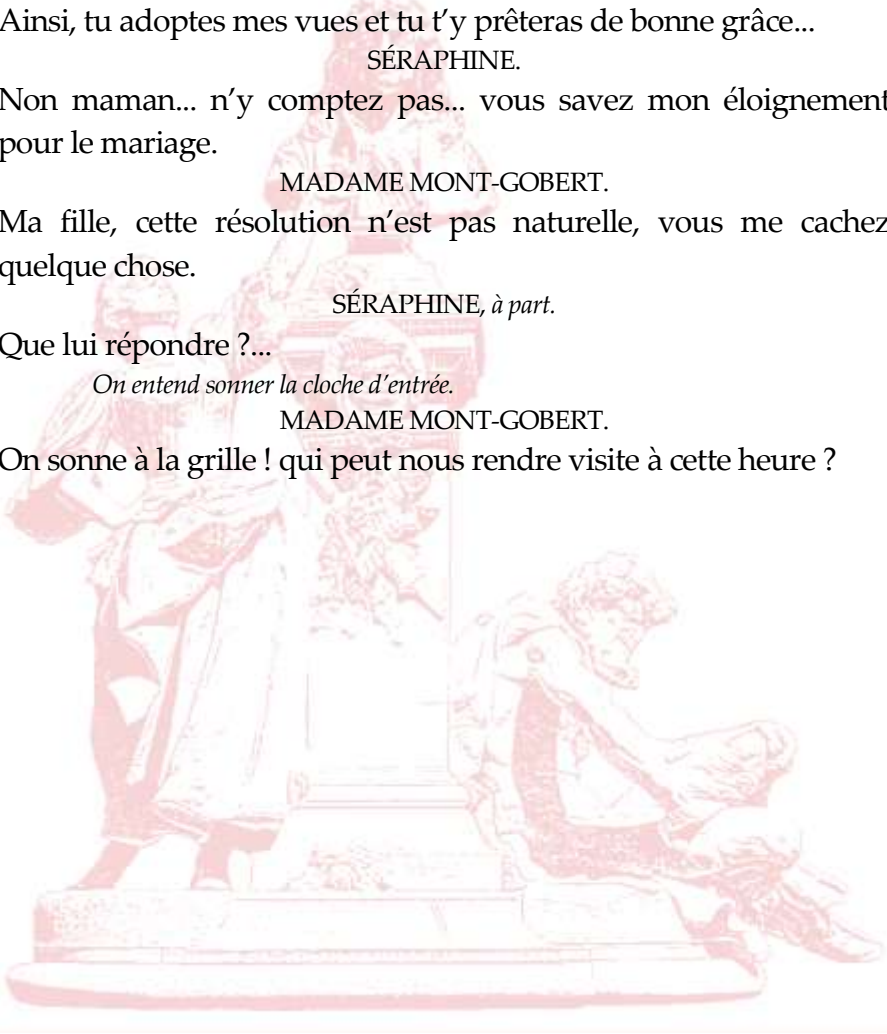 Ainsi, tu adoptes mes vues et tu t’y prêteras de bonne grâce...
SÉRAPHINE.
Non maman... n’y comptez pas... vous savez mon éloignement
pour le mariage.
MADAME MONT-GOBERT.
Ma fille, cette résolution n’est pas naturelle, vous me cachez
quelque chose.
SÉRAPHINE, à part.
Que lui répondre ?...
On entend sonner la cloche d’entrée.
MADAME MONT-GOBERT.
On sonne à la grille ! qui peut nous rendre visite à cette heure ?